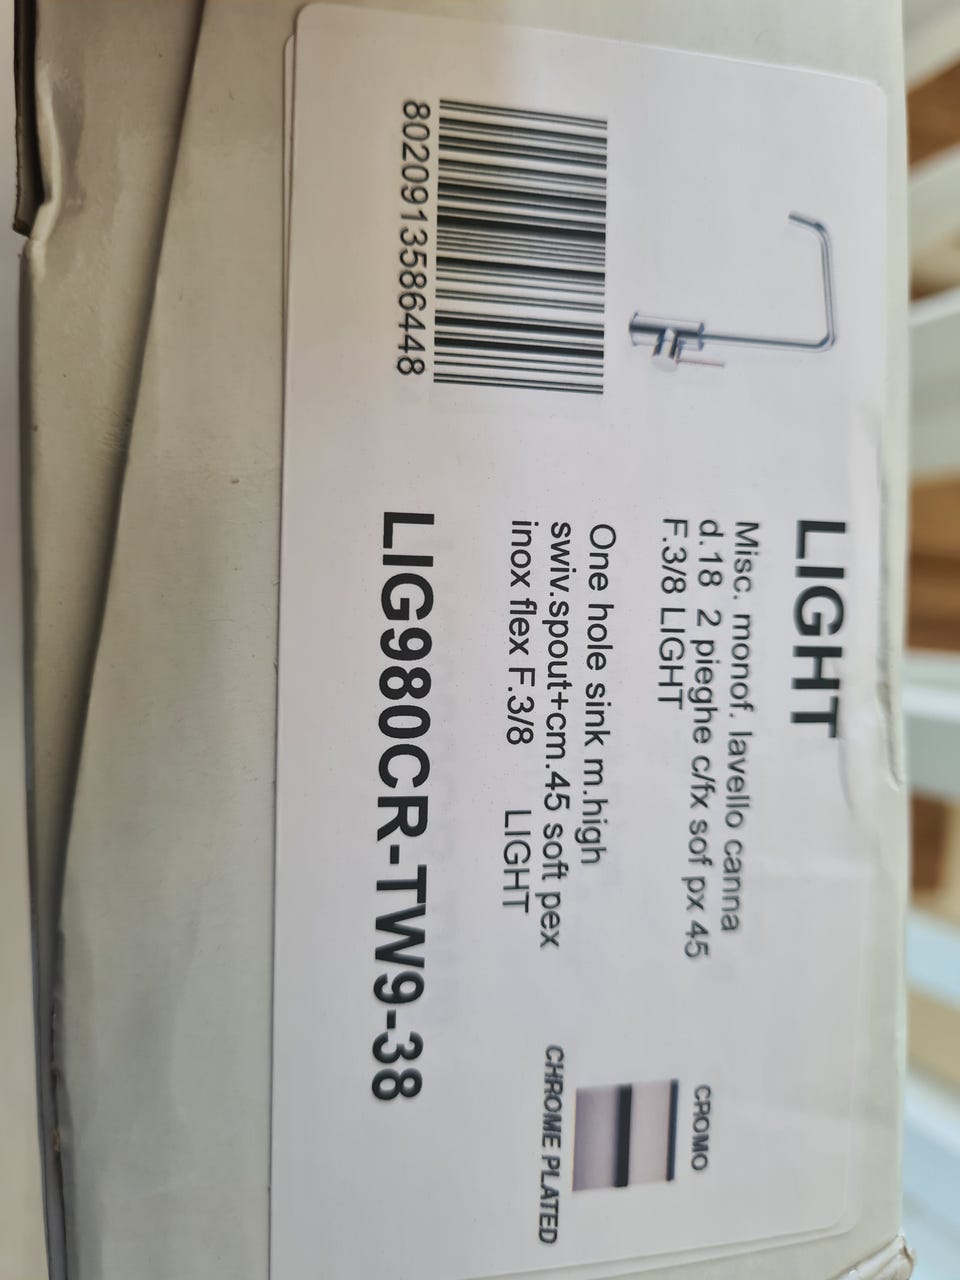 LIGHT
Misc. monof. lavello canna
d.18 2 pieghe c/fx sof px 45
F.3/8 LIGHT
One hole sink m.high
swiv.spout+cm.45 soft pex
inox flex F.3/8 LIGHT
CROMO
CHROME PLATED
8020913586448
LIG980CR-TW9-38